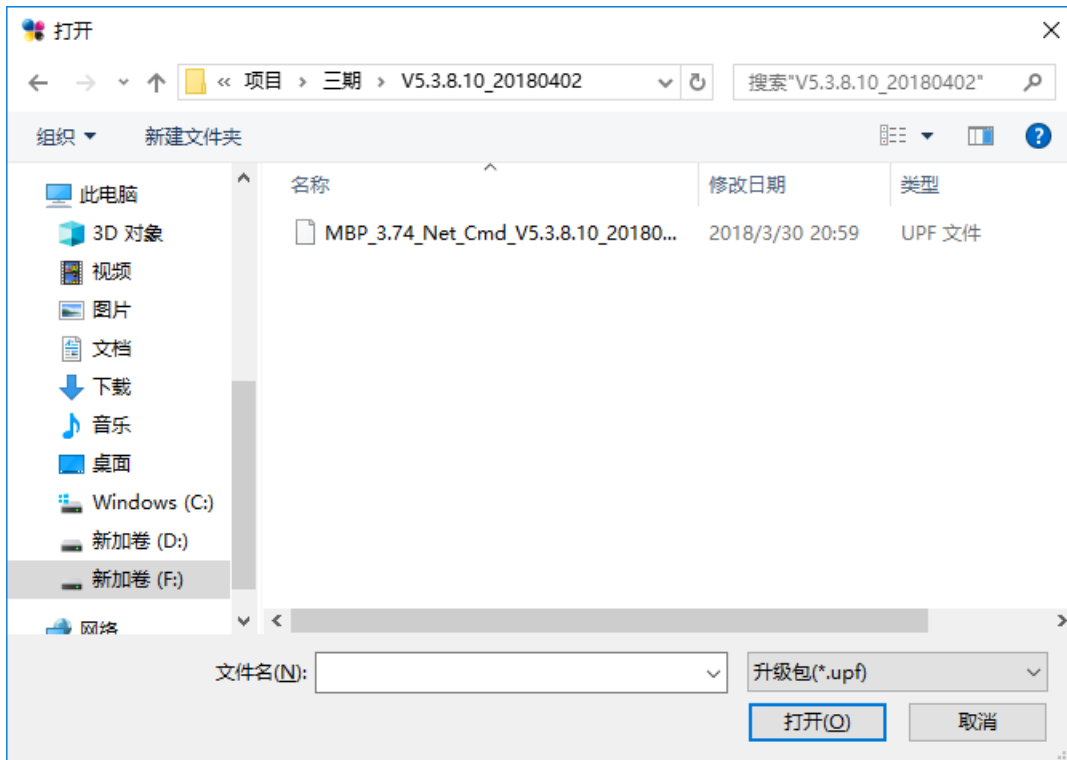 打开
« 项目 › 三期 › V5.3.8.10_20180402
搜索"V5.3.8.10_20180402"
组织
新建文件夹
此电脑
3D 对象
视频
图片
文档
下载
音乐
桌面
Windows (C:)
新加卷 (D:)
新加卷 (F:)
网络
名称
修改日期
类型
MBP_3.74_Net_Cmd_V5.3.8.10_20180...
2018/3/30 20:59
UPF 文件
文件名(N):
升级包(*.upf)
打开(O)
取消